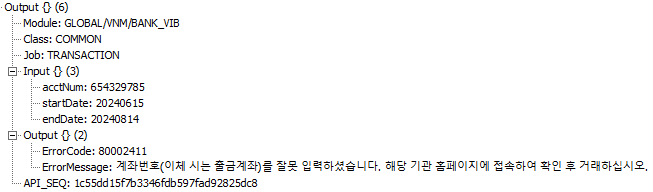 Output {} (6)
Module: GLOBAL/VNM/BANK_VIB
Class: COMMON
Job: TRANSACTION
Input {} (3)
acctNum: 654329785
startDate: 20240615
endDate: 20240814
Output {} (2)
ErrorCode: 80002411
ErrorMessage: 계좌번호(이체 시는 출금계좌)를 잘못 입력하셨습니다. 해당 기관 홈페이지에 접속하여 확인 후 거래하십시오.
API_SEQ: 1c55dd15f7b3346fdb597fad92825dc8